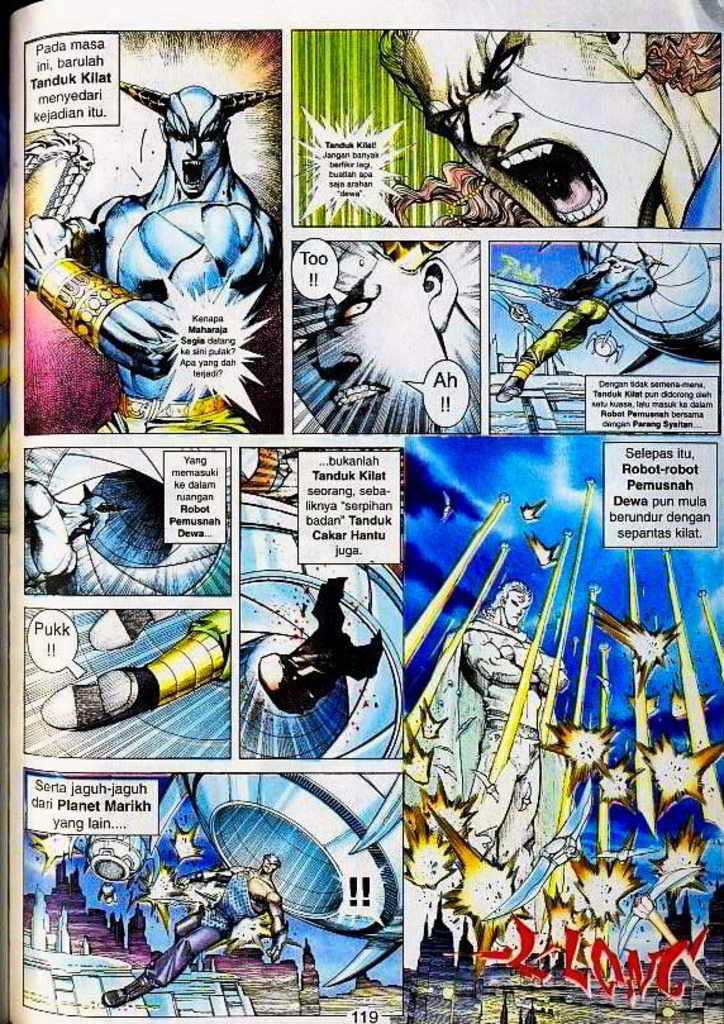 Pada masa
ini, barulah
Tanduk Kilat
menyedari
kejadian itu.
Kenapa
Maharaja
Segia datang
ke sini pulak?
Apa yang dah
terjadi?
Tanduk Kilat!
Jangan banyak
berfikir lagi,
buatlah apa
saja arahan
"dewa".
Too
!!
Ah
!!
Dengan tidak semena-mena,
Tanduk Kilat pun didorong oleh
satu kuasa, lalu masuk ke dalam
Robot Pemusnah bersama
dengan Parang Syaitan...
Yang
memasuki
ke dalam
ruangan
Robot
Pemusnah
Dewa...
...bukanlah
Tanduk Kilat
seorang, seba-
liknya "serpihan
badan" Tanduk
Cakar Hantu
juga.
Pukk
!!
Selepas itu,
Robot-robot
Pemusnah
Dewa pun mula
berundur dengan
sepantas kilat.
Serta jaguh-jaguh
dari Planet Marikh
yang lain....
!!
119